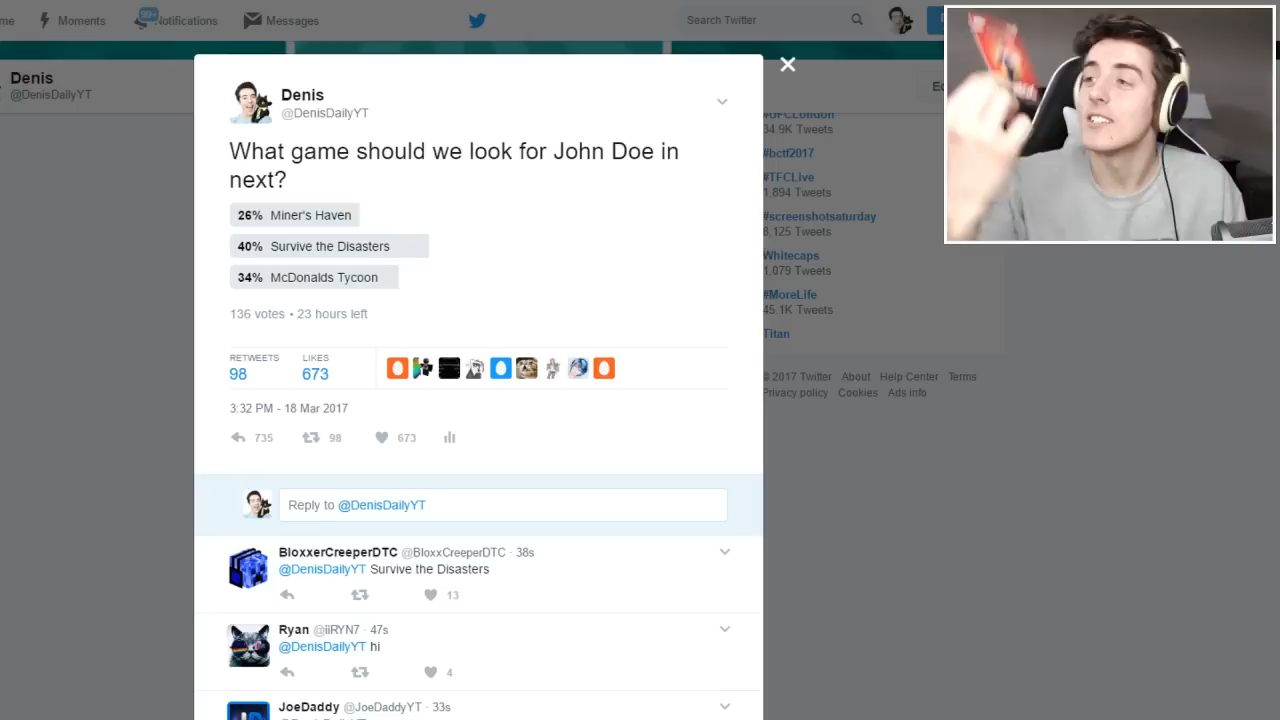 me
Moments
99+
Notifications
Messages
Search Twitter
Denis
@DenisDailyYT
Denis
@DenisDailyYT
What game should we look for John Doe in
next?
26% Miner's Haven
40% Survive the Disasters
34% McDonalds Tycoon
136 votes • 23 hours left
RETWEETS
98
LIKES
673
3:32 PM - 18 Mar 2017
735
98
673
Reply to @DenisDailyYT
BloxxerCreeperDTC @BloxxCreeperDTC · 38s
@DenisDailyYT Survive the Disasters
13
Ryan @iiRYN7 · 47s
@DenisDailyYT hi
4
JoeDaddy @JoeDaddyYT · 33s
#UFCLondon
34.9K Tweets
#bctf2017
#TFCLive
1,894 Tweets
#screenshotsaturday
8,125 Tweets
Whitecaps
1,079 Tweets
#MoreLife
45.1K Tweets
Titan
© 2017 Twitter About Help Center Terms
Privacy policy Cookies Ads info